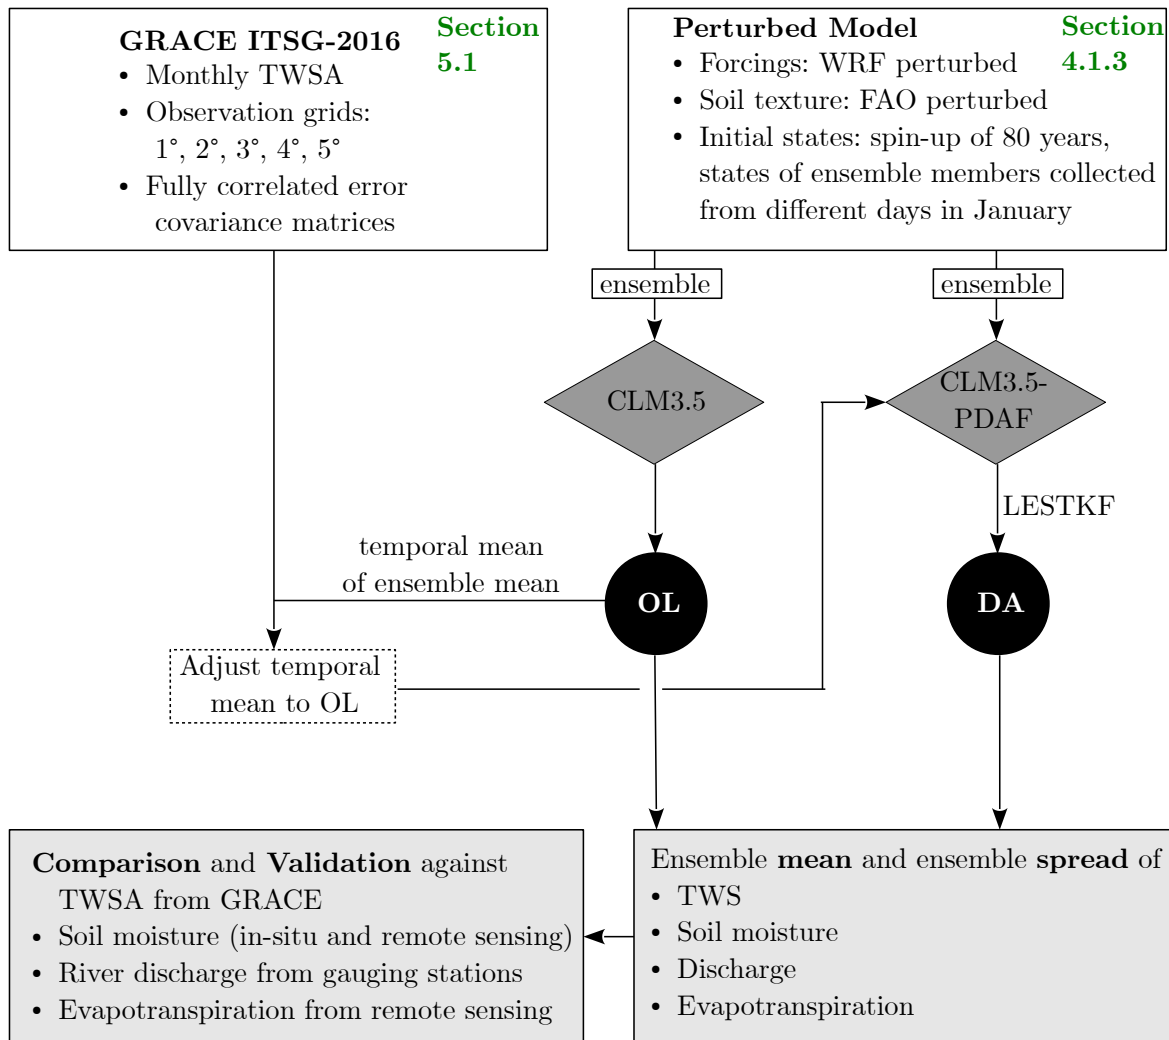 GRACE ITSG-2016
Section
5.1
• Monthly TWSA
• Observation grids:
1°, 2°, 3°, 4°, 5°
• Fully correlated error
covariance matrices
Perturbed Model
Section
4.1.3
• Forcings: WRF perturbed
• Soil texture: FAO perturbed
• Initial states: spin-up of 80 years,
states of ensemble members collected
from different days in January
ensemble
ensemble
CLM3.5
CLM3.5-
PDAF
LESTKF
temporal mean
of ensemble mean
OL
DA
Adjust temporal
mean to OL
Comparison and Validation against
TWSA from GRACE
• Soil moisture (in-situ and remote sensing)
• River discharge from gauging stations
• Evapotranspiration from remote sensing
Ensemble mean and ensemble spread of
• TWS
• Soil moisture
• Discharge
• Evapotranspiration